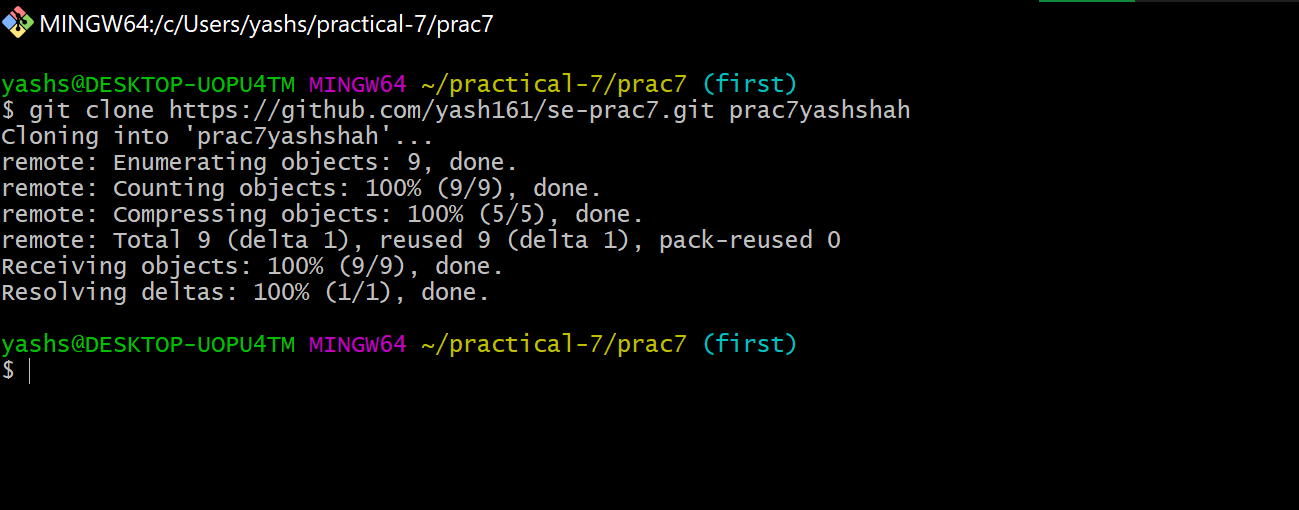 MINGW64:/c/Users/yashs/practical-7/prac7
yashs@DESKTOP-UOPU4TM MINGW64 ~/practical-7/prac7 (first)
$ git clone https://github.com/yash161/se-prac7.git prac7yashshah
Cloning into 'prac7yashshah'...
remote: Enumerating objects: 9, done.
remote: Counting objects: 100% (9/9), done.
remote: Compressing objects: 100% (5/5), done.
remote: Total 9 (delta 1), reused 9 (delta 1), pack-reused 0
Receiving objects: 100% (9/9), done.
Resolving deltas: 100% (1/1), done.
yashs@DESKTOP-UOPU4TM MINGW64 ~/practical-7/prac7 (first)
$